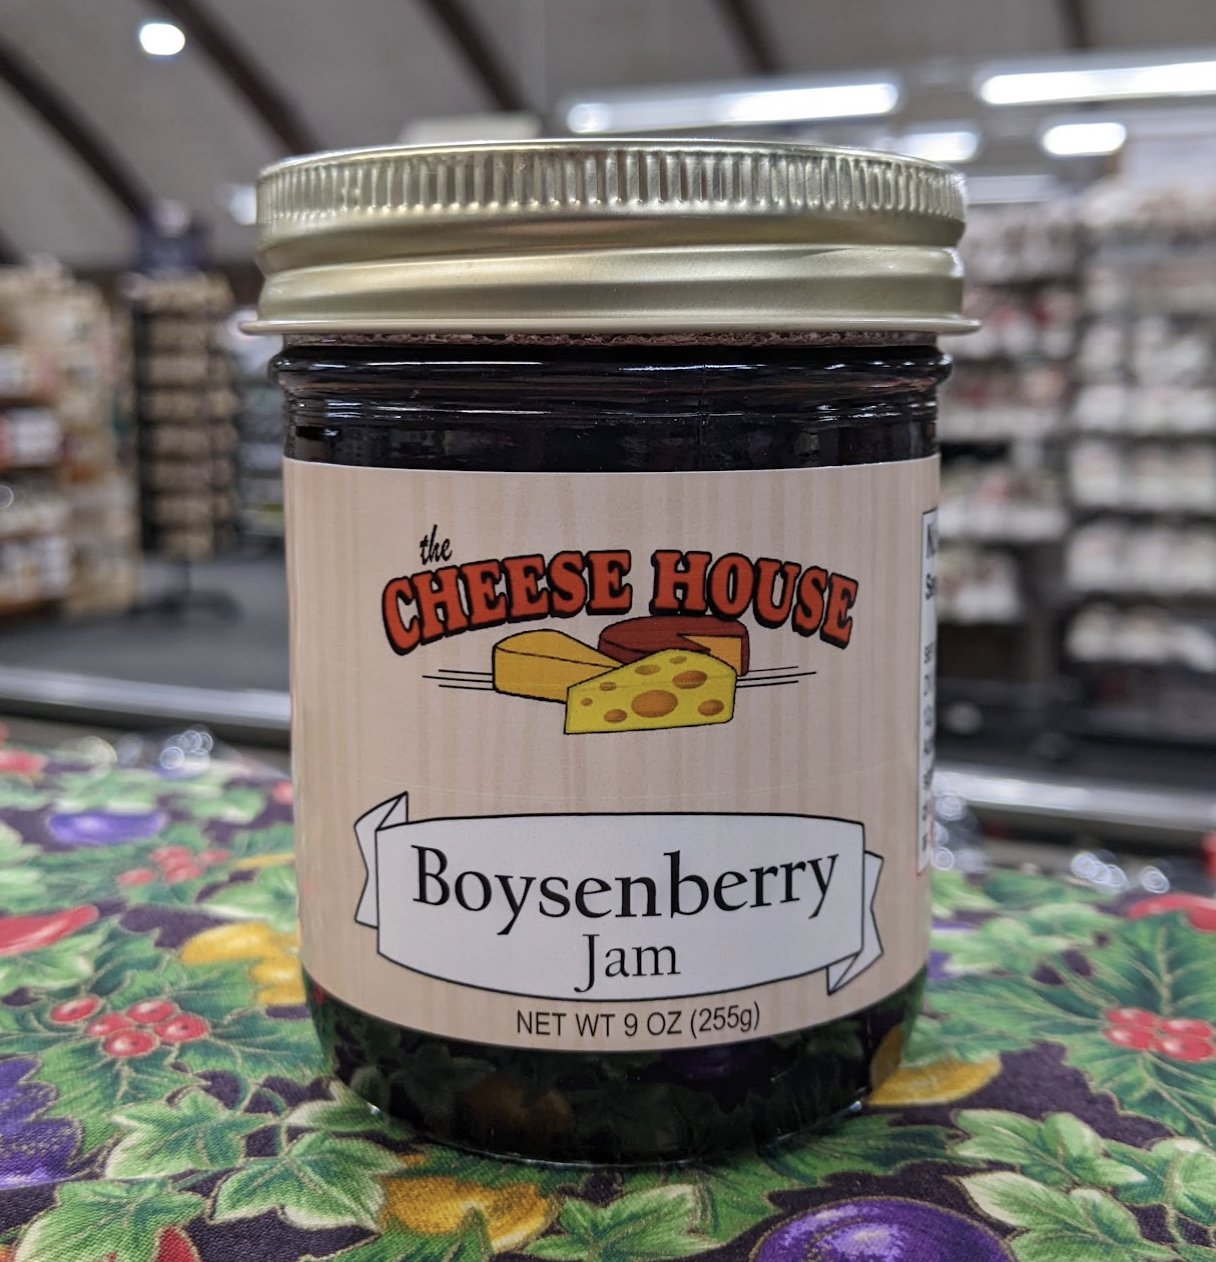 the
CHEESE HOUSE
Boysenberry
Jam
NET WT 9 OZ (255g)